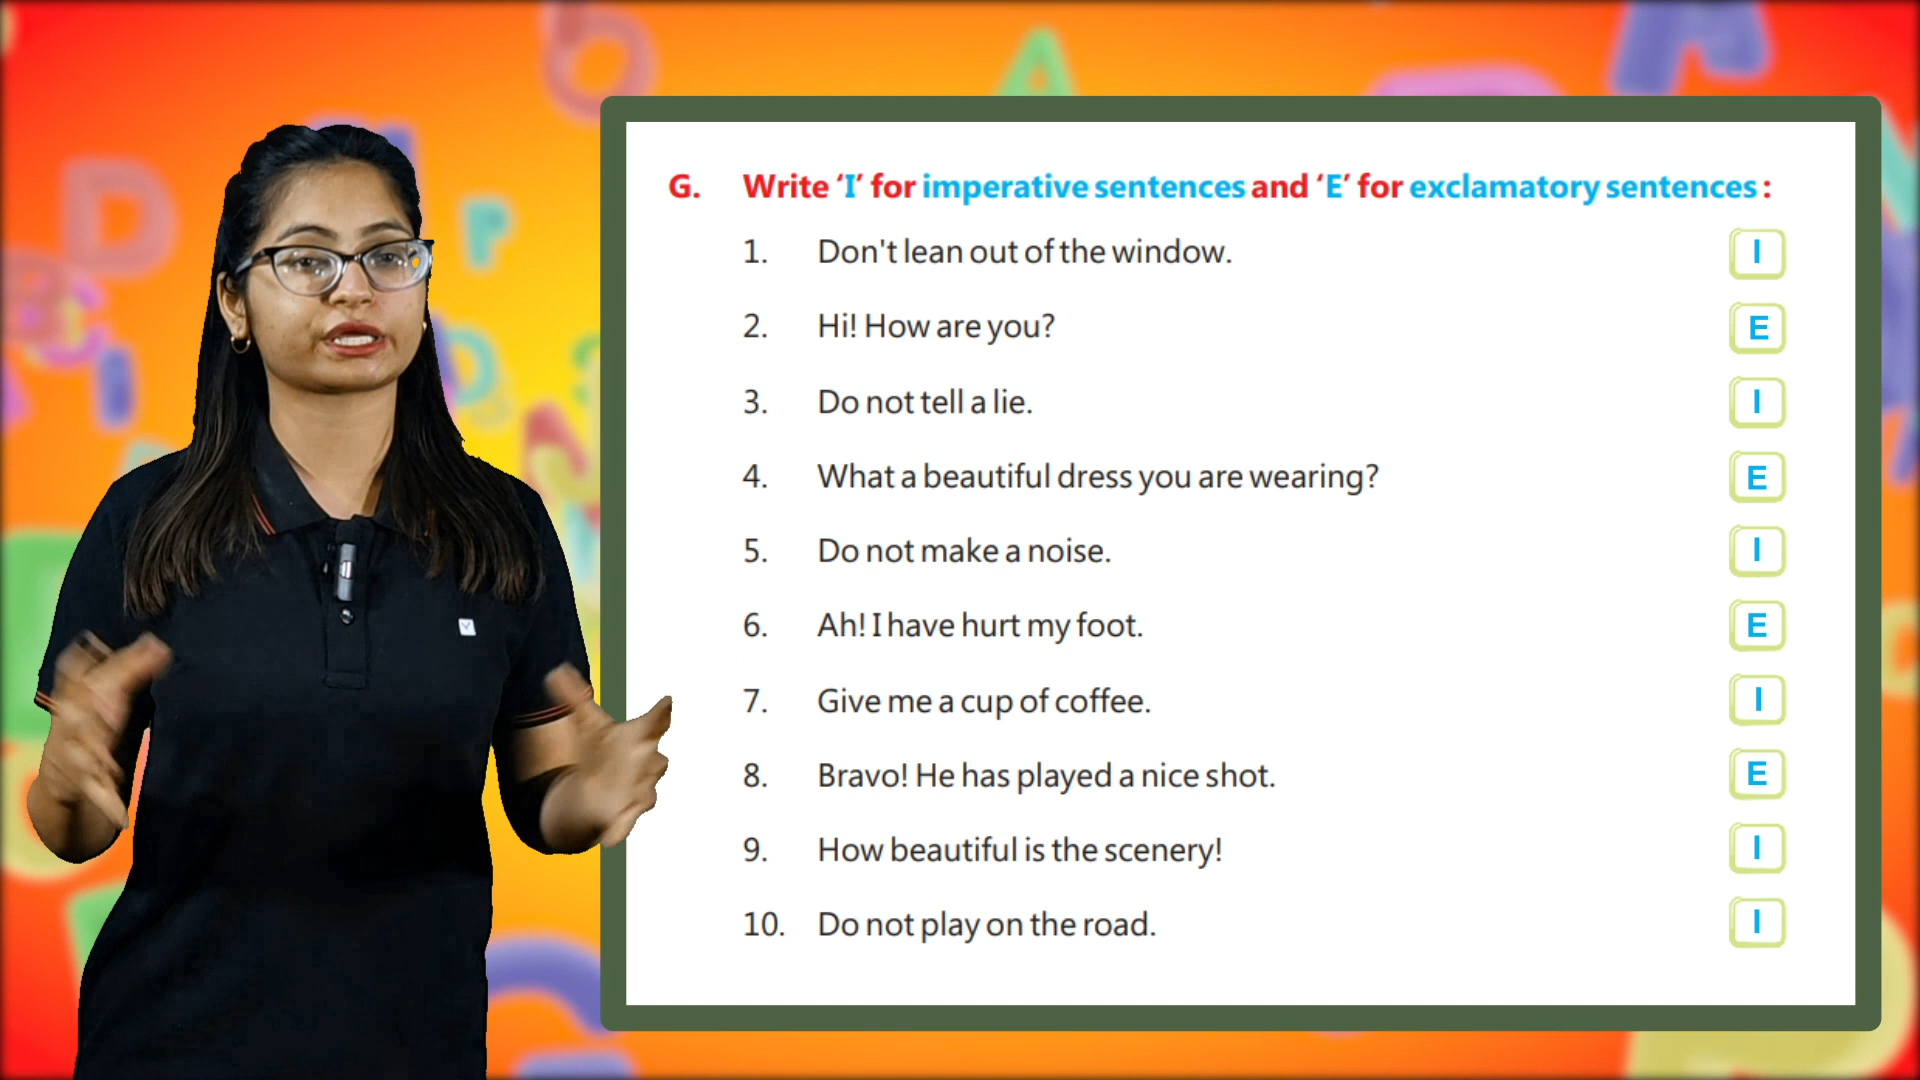 G. Write ‘I’ for imperative sentences and ‘E’ for exclamatory sentences :
1. Don't lean out of the window. I
2. Hi! How are you? E
3. Do not tell a lie. I
4. What a beautiful dress you are wearing? E
5. Do not make a noise. I
6. Ah! I have hurt my foot. E
7. Give me a cup of coffee. I
8. Bravo! He has played a nice shot. E
9. How beautiful is the scenery! I
10. Do not play on the road. I